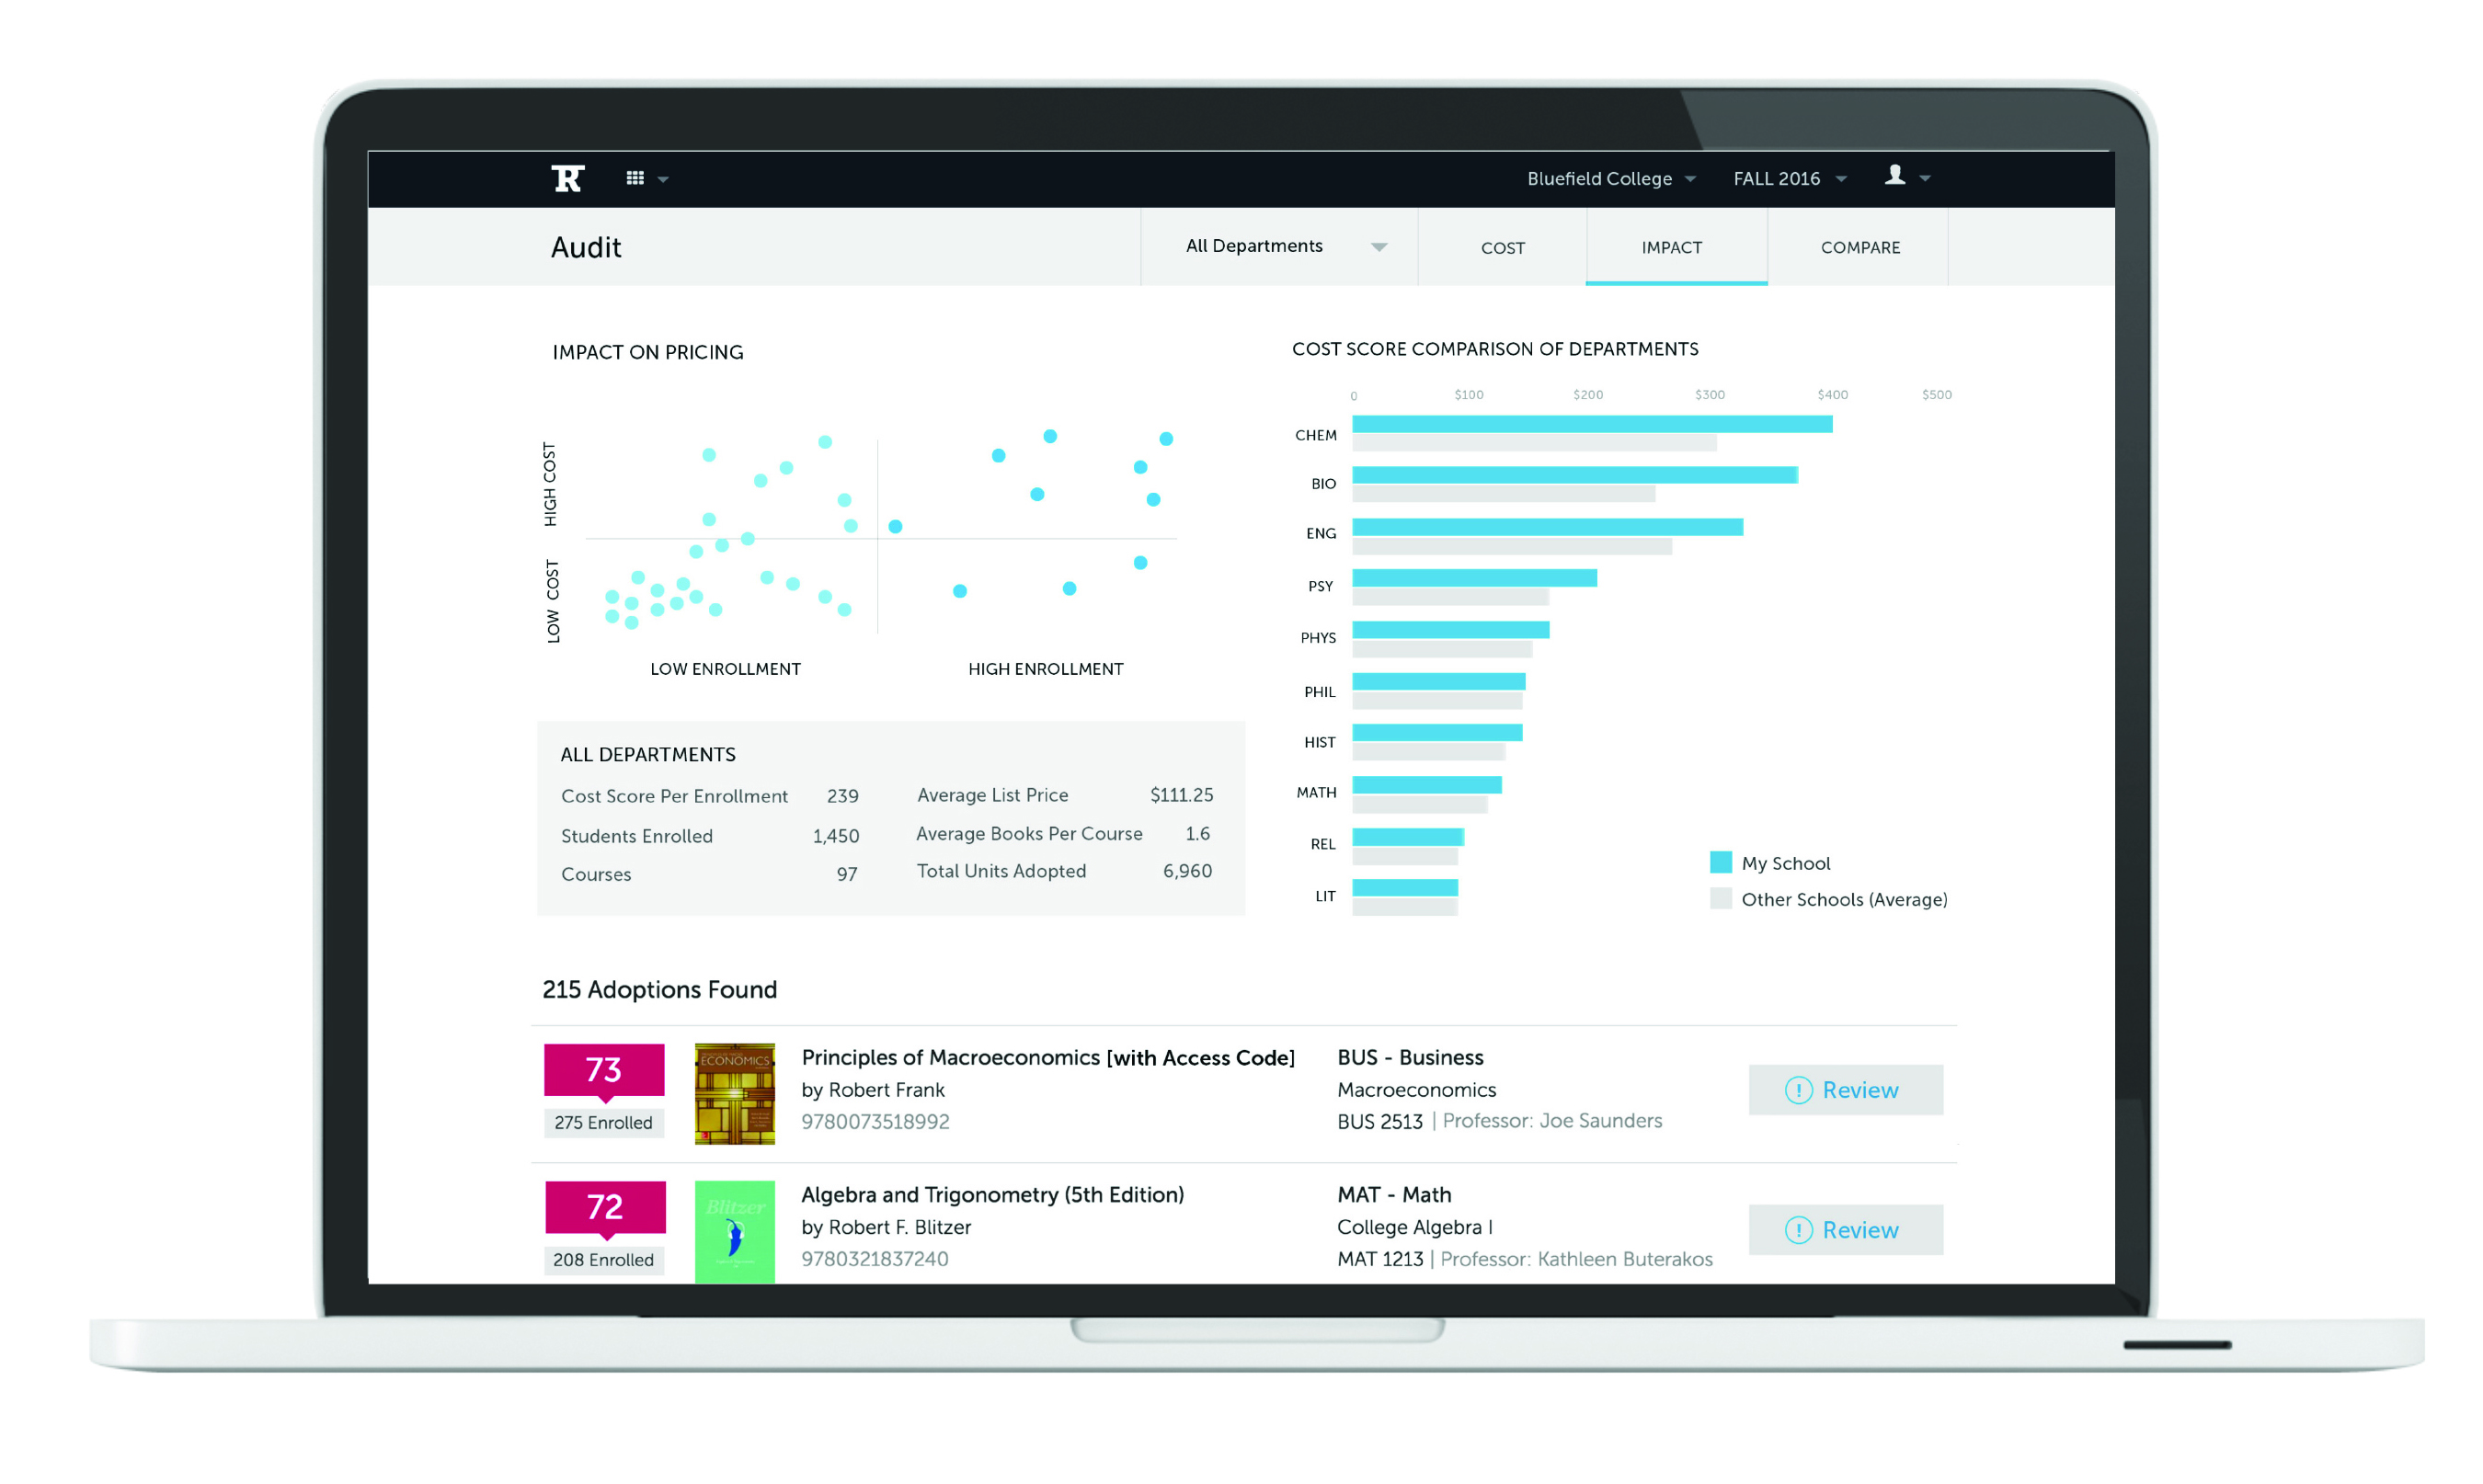 R
Bluefield College
FALL 2016
Audit
All Departments
COST
IMPACT
COMPARE
IMPACT ON PRICING
HIGH COST
LOW COST
LOW ENROLLMENT
HIGH ENROLLMENT
COST SCORE COMPARISON OF DEPARTMENTS
0 $100 $200 $300 $400 $500
CHEM
BIO
ENG
PSY
PHYS
PHIL
HIST
MATH
REL
LIT
My School
Other Schools (Average)
ALL DEPARTMENTS
Cost Score Per Enrollment 239
Students Enrolled 1,450
Courses 97
Average List Price $111.25
Average Books Per Course 1.6
Total Units Adopted 6,960
215 Adoptions Found
73
275 Enrolled
ECONOMICS
Principles of Macroeconomics [with Access Code]
by Robert Frank
9780073518992
BUS - Business
Macroeconomics
BUS 2513 | Professor: Joe Saunders
! Review
72
208 Enrolled
Blitzer
Algebra and Trigonometry (5th Edition)
by Robert F. Blitzer
9780321837240
MAT - Math
College Algebra I
MAT 1213 | Professor: Kathleen Buterakos
! Review